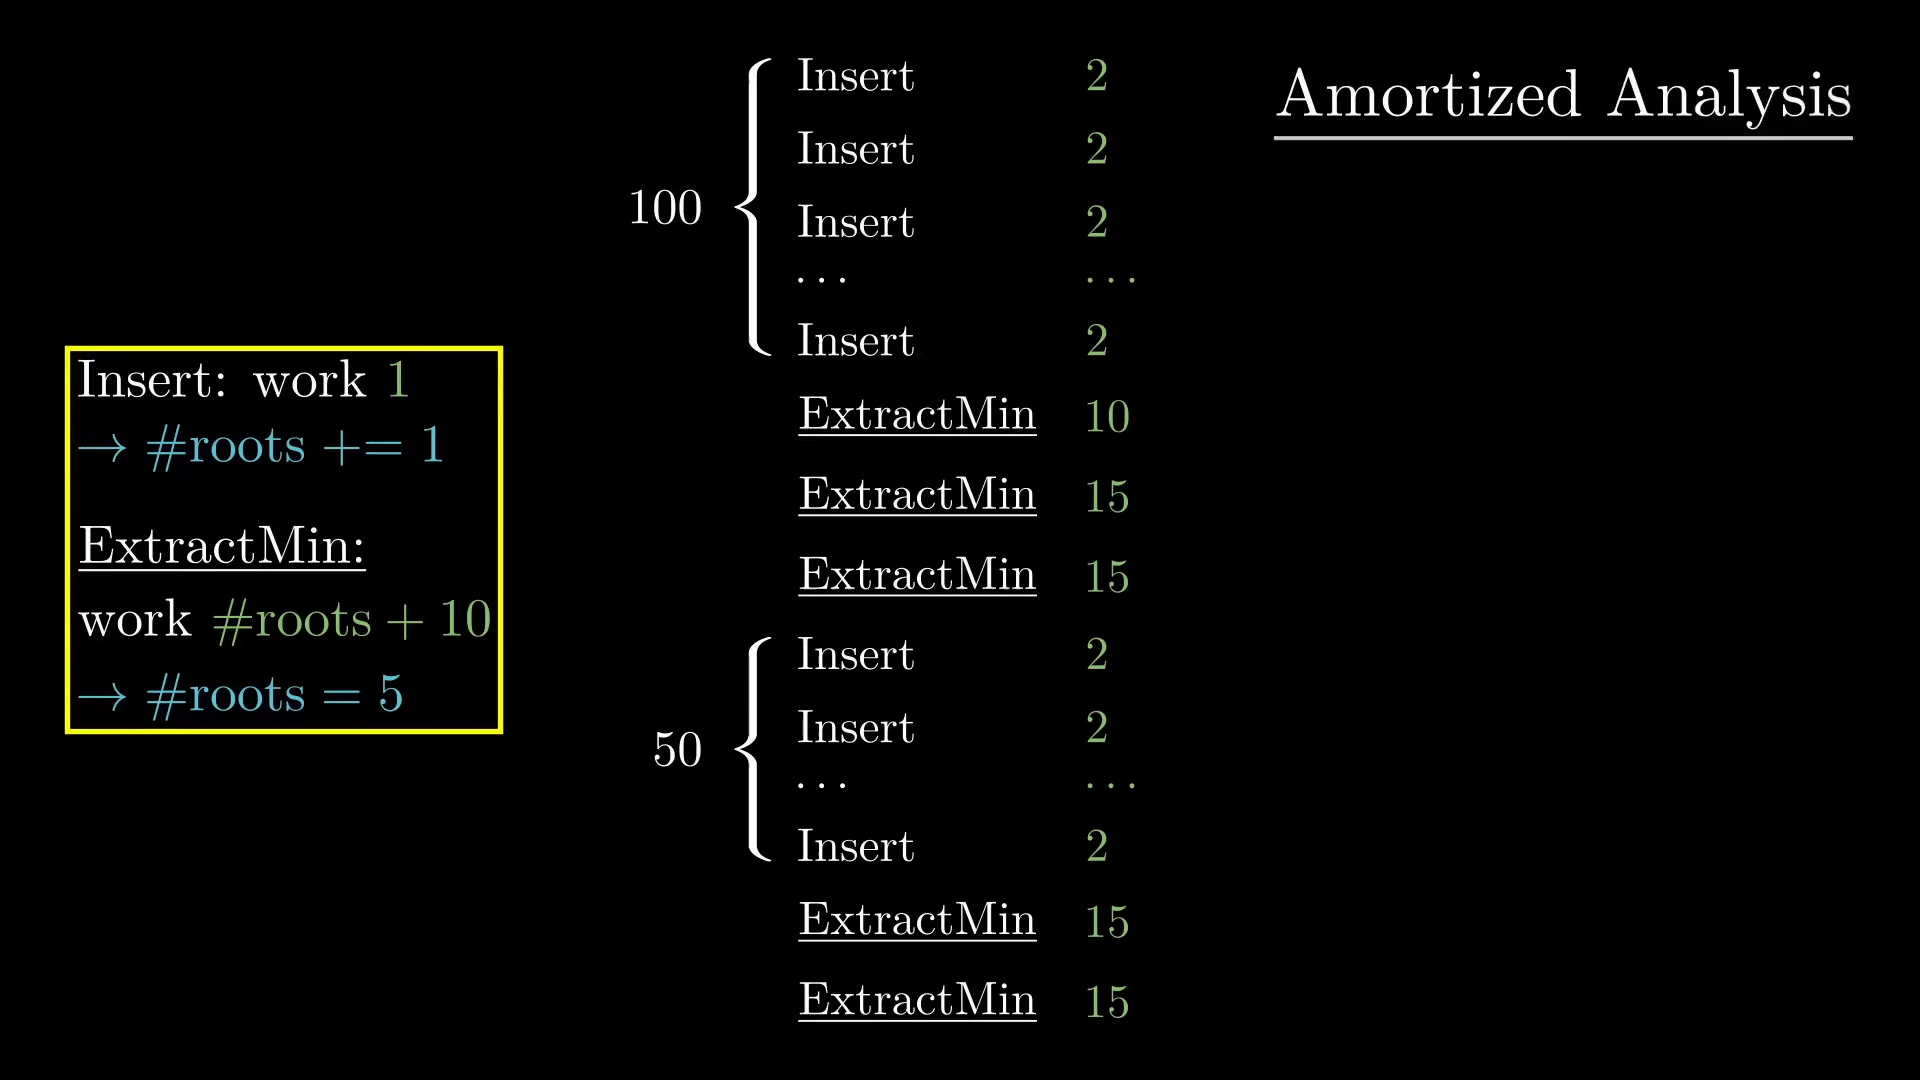 Amortized Analysis
Insert: work 1
→ #roots += 1
ExtractMin:
work #roots + 10
→ #roots = 5
100
Insert 2
Insert 2
Insert 2
... ...
Insert 2
ExtractMin 10
ExtractMin 15
ExtractMin 15
50
Insert 2
Insert 2
... ...
Insert 2
ExtractMin 15
ExtractMin 15